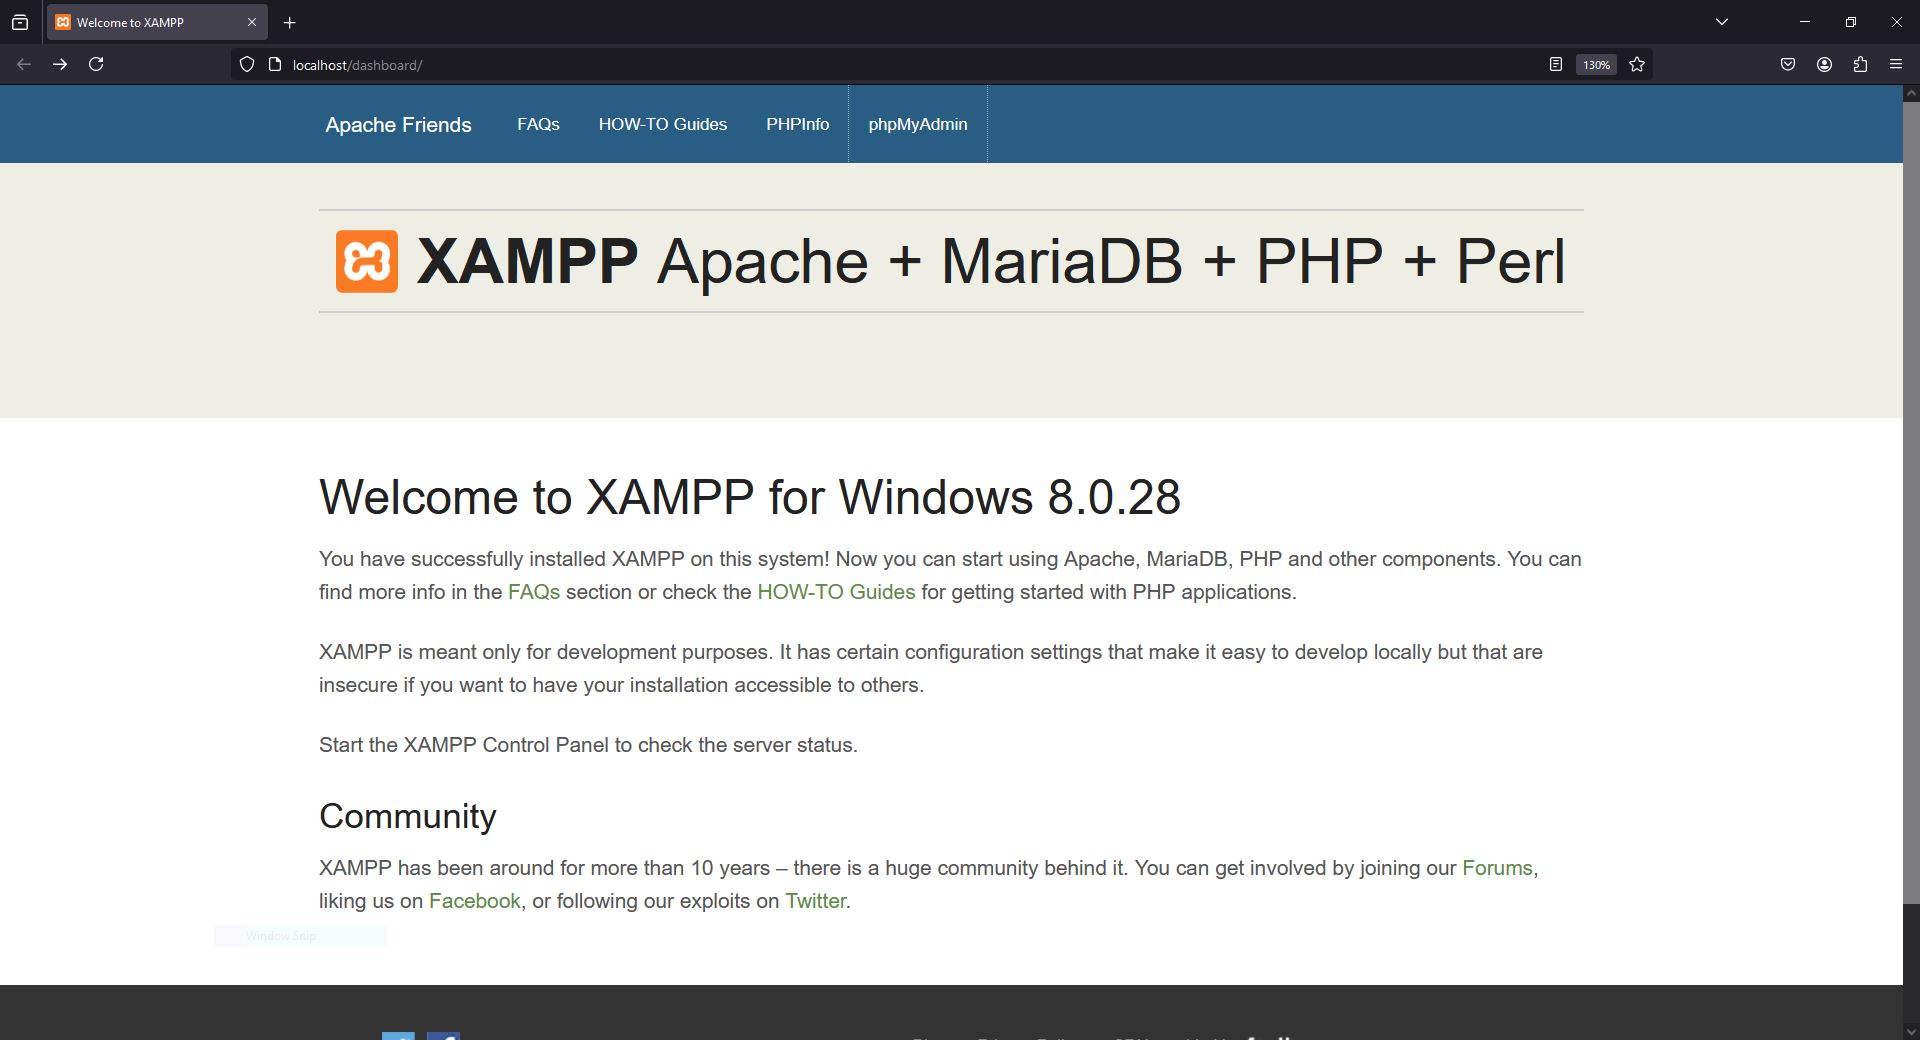 Welcome to XAMPP
localhost/dashboard/
130%
Apache Friends
FAQs
HOW-TO Guides
PHPInfo
phpMyAdmin
XAMPP Apache + MariaDB + PHP + Perl
Welcome to XAMPP for Windows 8.0.28
You have successfully installed XAMPP on this system! Now you can start using Apache, MariaDB, PHP and other components. You can
find more info in the FAQs section or check the HOW-TO Guides for getting started with PHP applications.
XAMPP is meant only for development purposes. It has certain configuration settings that make it easy to develop locally but that are
insecure if you want to have your installation accessible to others.
Start the XAMPP Control Panel to check the server status.
Community
XAMPP has been around for more than 10 years – there is a huge community behind it. You can get involved by joining our Forums,
liking us on Facebook, or following our exploits on Twitter.
Window Snip